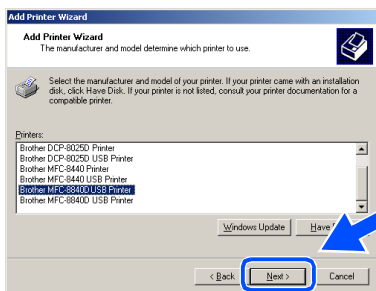 Add Printer Wizard
Add Printer Wizard
The manufacturer and model determine which printer to use.
Select the manufacturer and model of your printer. If your printer came with an installation
disk, click Have Disk. If your printer is not listed, consult your printer documentation for a
compatible printer.
Printers:
Brother DCP-8025D Printer
Brother DCP-8025D USB Printer
Brother MFC-8440 Printer
Brother MFC-8440 USB Printer
Brother MFC-8840D USB Printer
Brother MFC-8840D USB Printer
Windows Update Have
< Back Next > Cancel